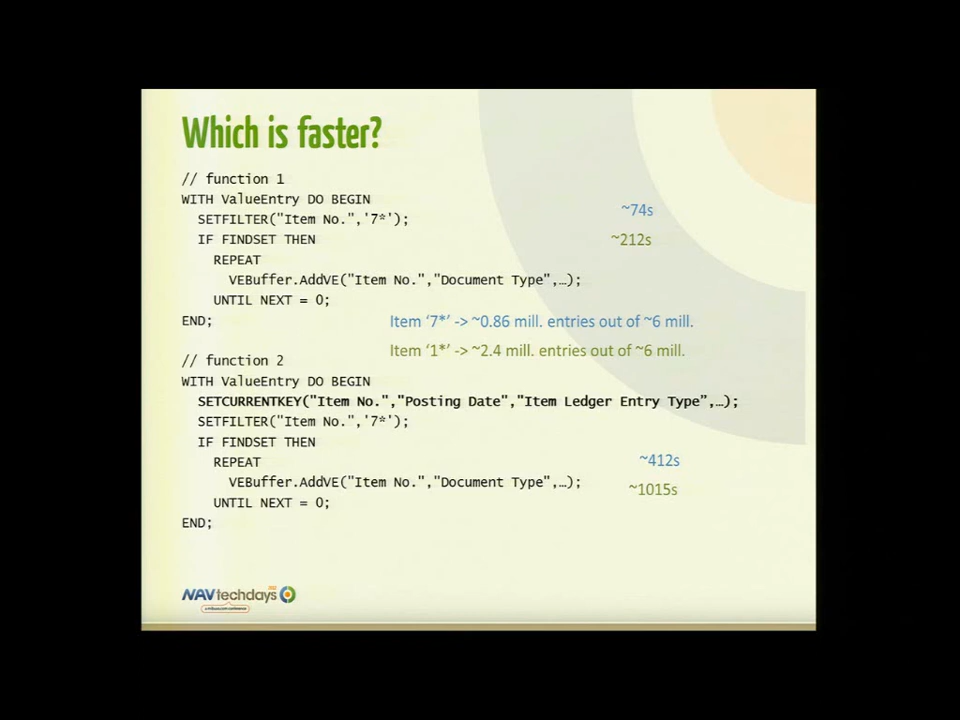 Which is faster?
// function 1
WITH ValueEntry DO BEGIN
SETFILTER("Item No.",'7*');
~74s
IF FINDSET THEN
~212s
REPEAT
VEBuffer.AddVE("Item No.","Document Type",…);
UNTIL NEXT = 0;
END;
Item ‘7*’ -> ~0.86 mill. entries out of ~6 mill.
Item ‘1*’ -> ~2.4 mill. entries out of ~6 mill.
// function 2
WITH ValueEntry DO BEGIN
SETCURRENTKEY("Item No.","Posting Date","Item Ledger Entry Type”,…);
SETFILTER("Item No.",'7*');
IF FINDSET THEN
REPEAT
~412s
VEBuffer.AddVE("Item No.","Document Type",…);
~1015s
UNTIL NEXT = 0;
END;
NAVtechdays